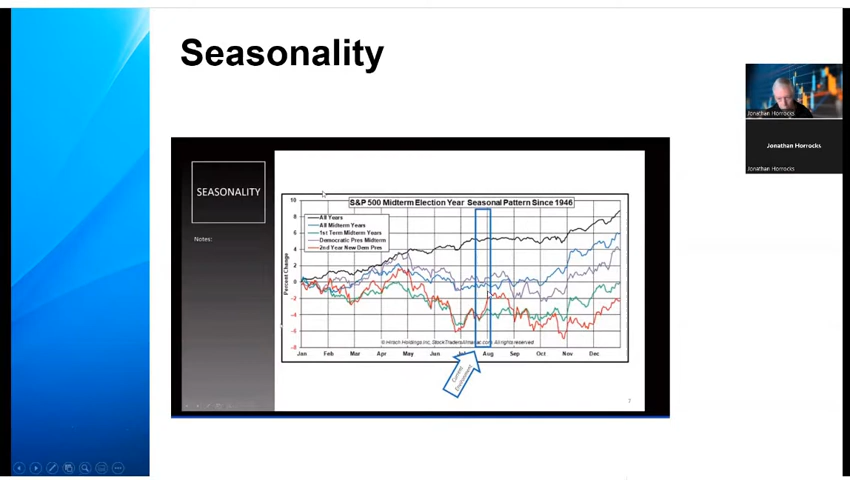 Seasonality
Jonathan Horrocks
Jonathan Horrocks
Jonathan Horrocks
SEASONALITY
Notes:
S&P 500 Midterm Election Year Seasonal Pattern Since 1946
All Years
All Midterm Years
1st Term Midterm Years
Democratic Pres Midterm
2nd Year New Dem Pres
Percent Change
10
8
6
4
2
0
-2
-4
-6
-8
© Hirsch Holdings Inc, StockTradersAlmanac.com. All rights reserved
Jan Feb Mar Apr May Jun Aug Sep Oct Nov Dec
Current
Environment